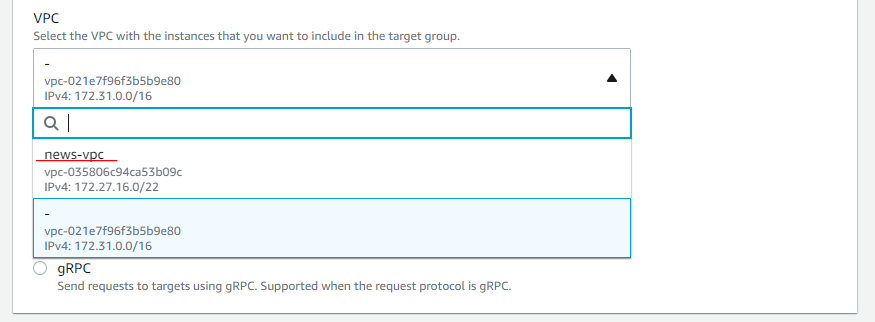 VPC
Select the VPC with the instances that you want to include in the target group.
-
vpc-021e7f96f3b5b9e80
IPv4: 172.31.0.0/16
news-vpc
vpc-035806c94ca53b09c
IPv4: 172.27.16.0/22
-
vpc-021e7f96f3b5b9e80
IPv4: 172.31.0.0/16
gRPC
Send requests to targets using gRPC. Supported when the request protocol is gRPC.